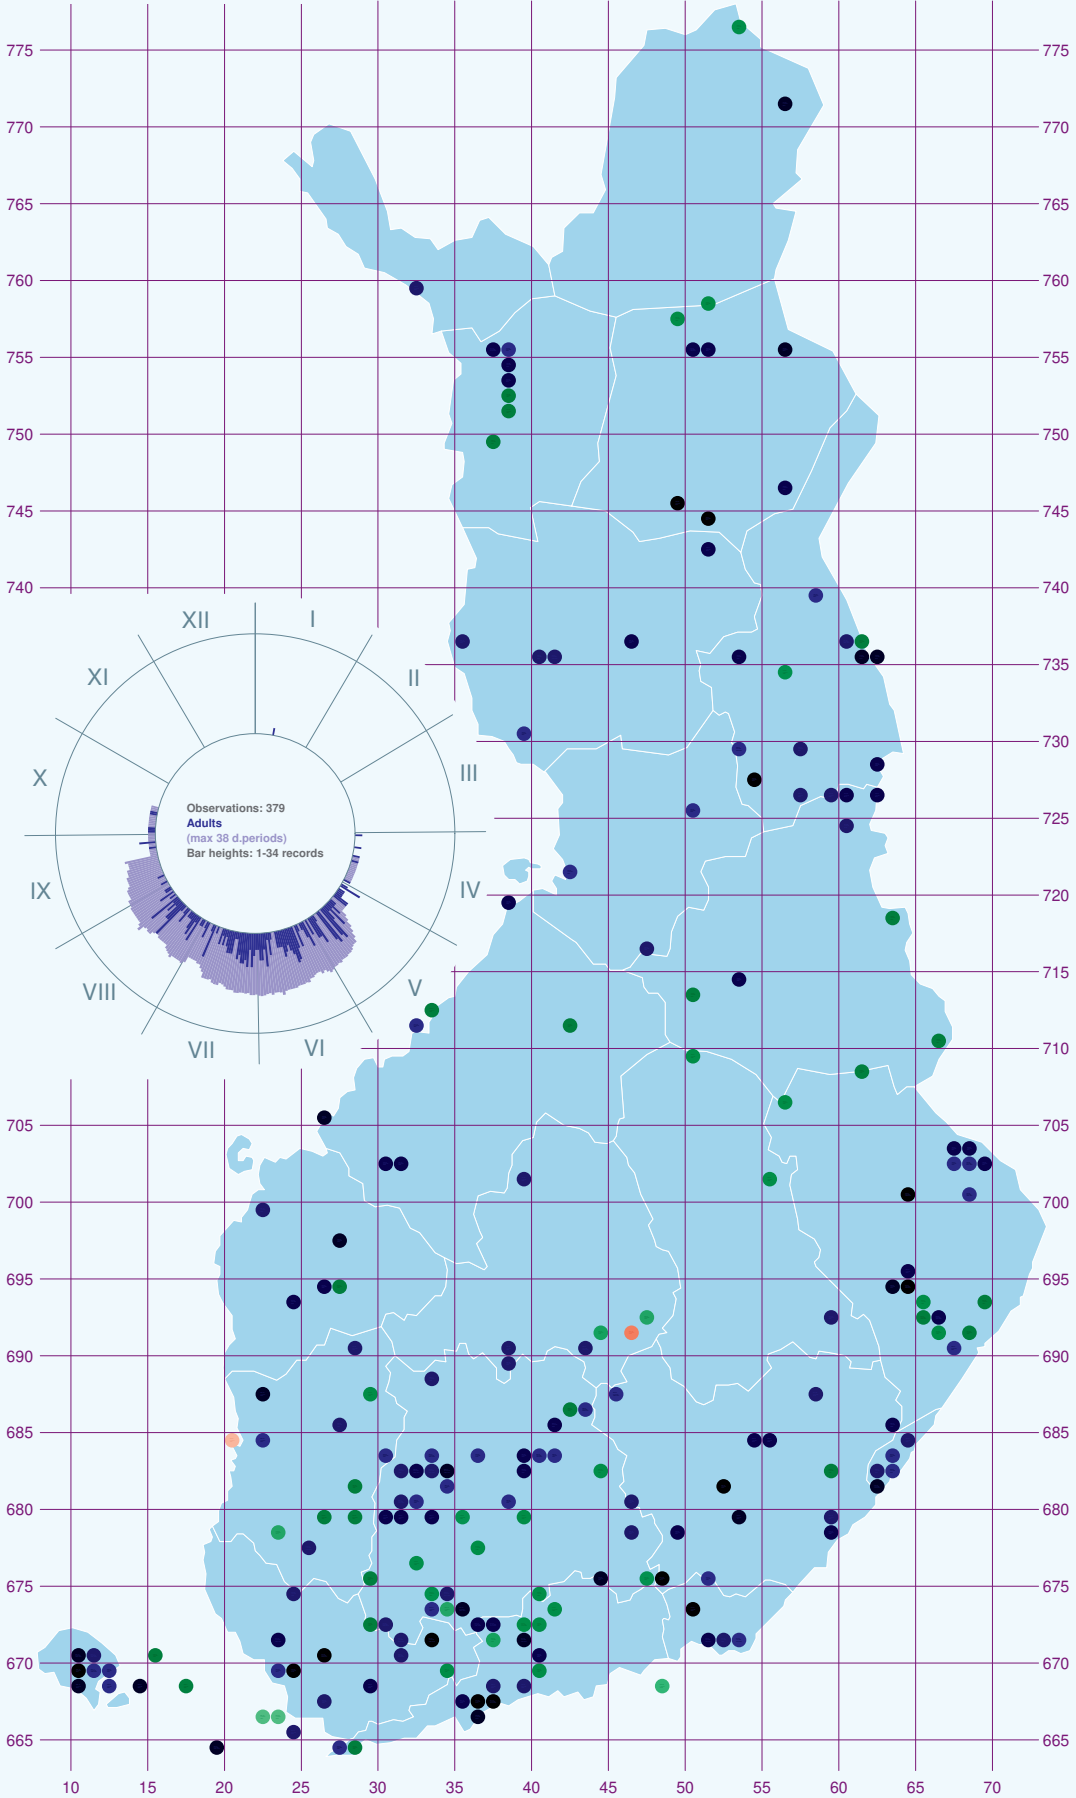 775 775
770 770
765 765
760 760
755 755
750 750
745 745
740 740
XII I
XI II
735 735
730 730
X III
Observations: 379
Adults
(max 38 d.periods)
Bar heights: 1-34 records
725 725
IX IV
720 720
VIII V
715 715
VII VI
710 710
705 705
700 700
695 695
690 690
685 685
680 680
675 675
670 670
665 665
10 15 20 25 30 35 40 45 50 55 60 65 70